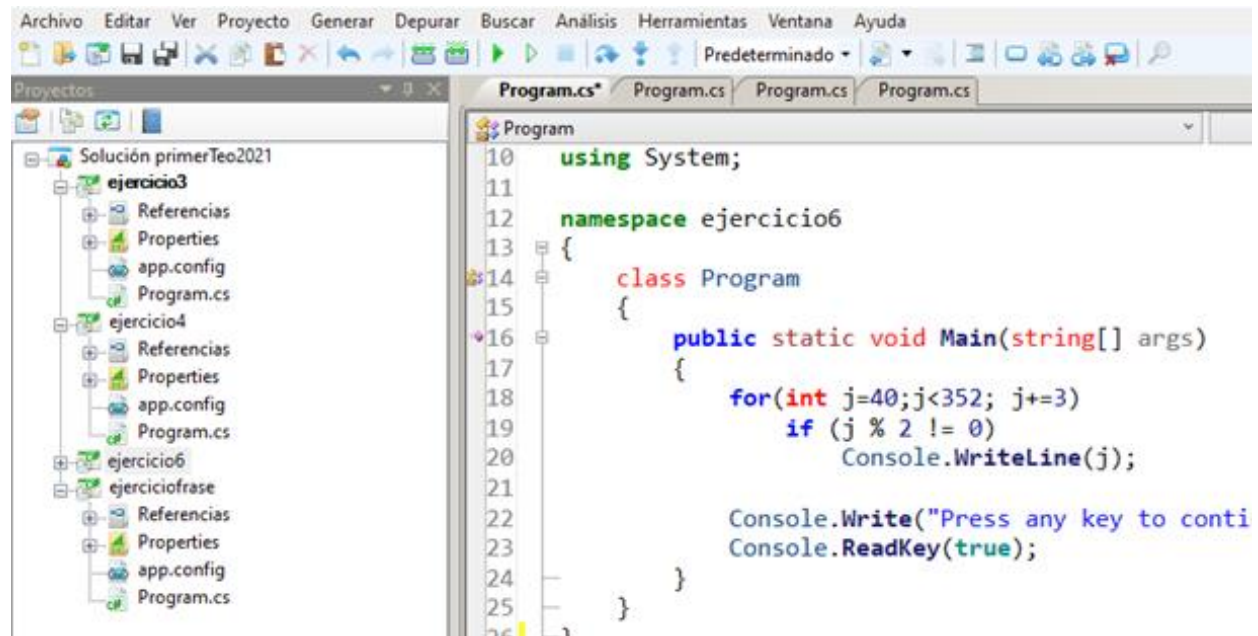 Archivo Editar Ver Proyecto Generar Depurar Buscar Análisis Herramientas Ventana Ayuda
Predeterminado
Proyectos
Solución primerTeo2021
ejercicio3
Referencias
Properties
app.config
Program.cs
ejercicio4
Referencias
Properties
app.config
Program.cs
ejercicio6
ejerciciofrase
Referencias
Properties
app.config
Program.cs
Program.cs* Program.cs Program.cs Program.cs
Program
10 using System;
11
12 namespace ejercicio6
13 {
14 class Program
15 {
16 public static void Main(string[] args)
17 {
18 for(int j=40;j<352; j+=3)
19 if (j % 2 != 0)
20 Console.WriteLine(j);
21
22 Console.Write("Press any key to conti
23 Console.ReadKey(true);
24 }
25 }
26 }